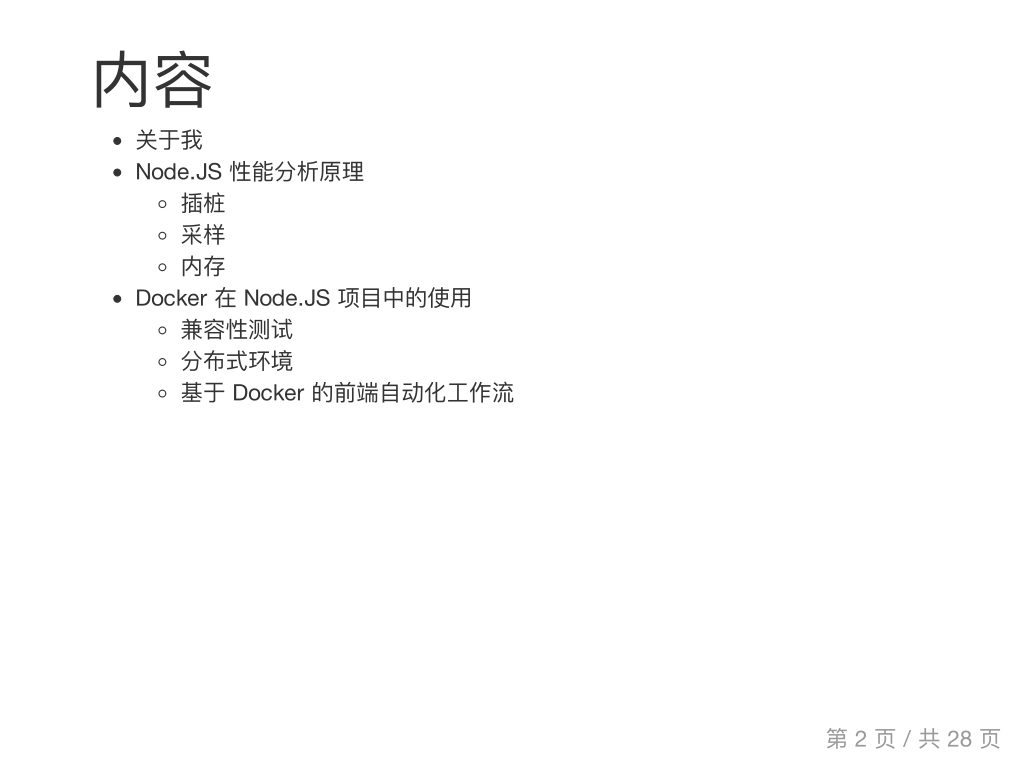 内容
关于我
Node.JS 性能分析原理
插桩
采样
内存
Docker 在 Node.JS 项目中的使用
兼容性测试
分布式环境
基于 Docker 的前端自动化工作流
第 2 页 / 共 28 页